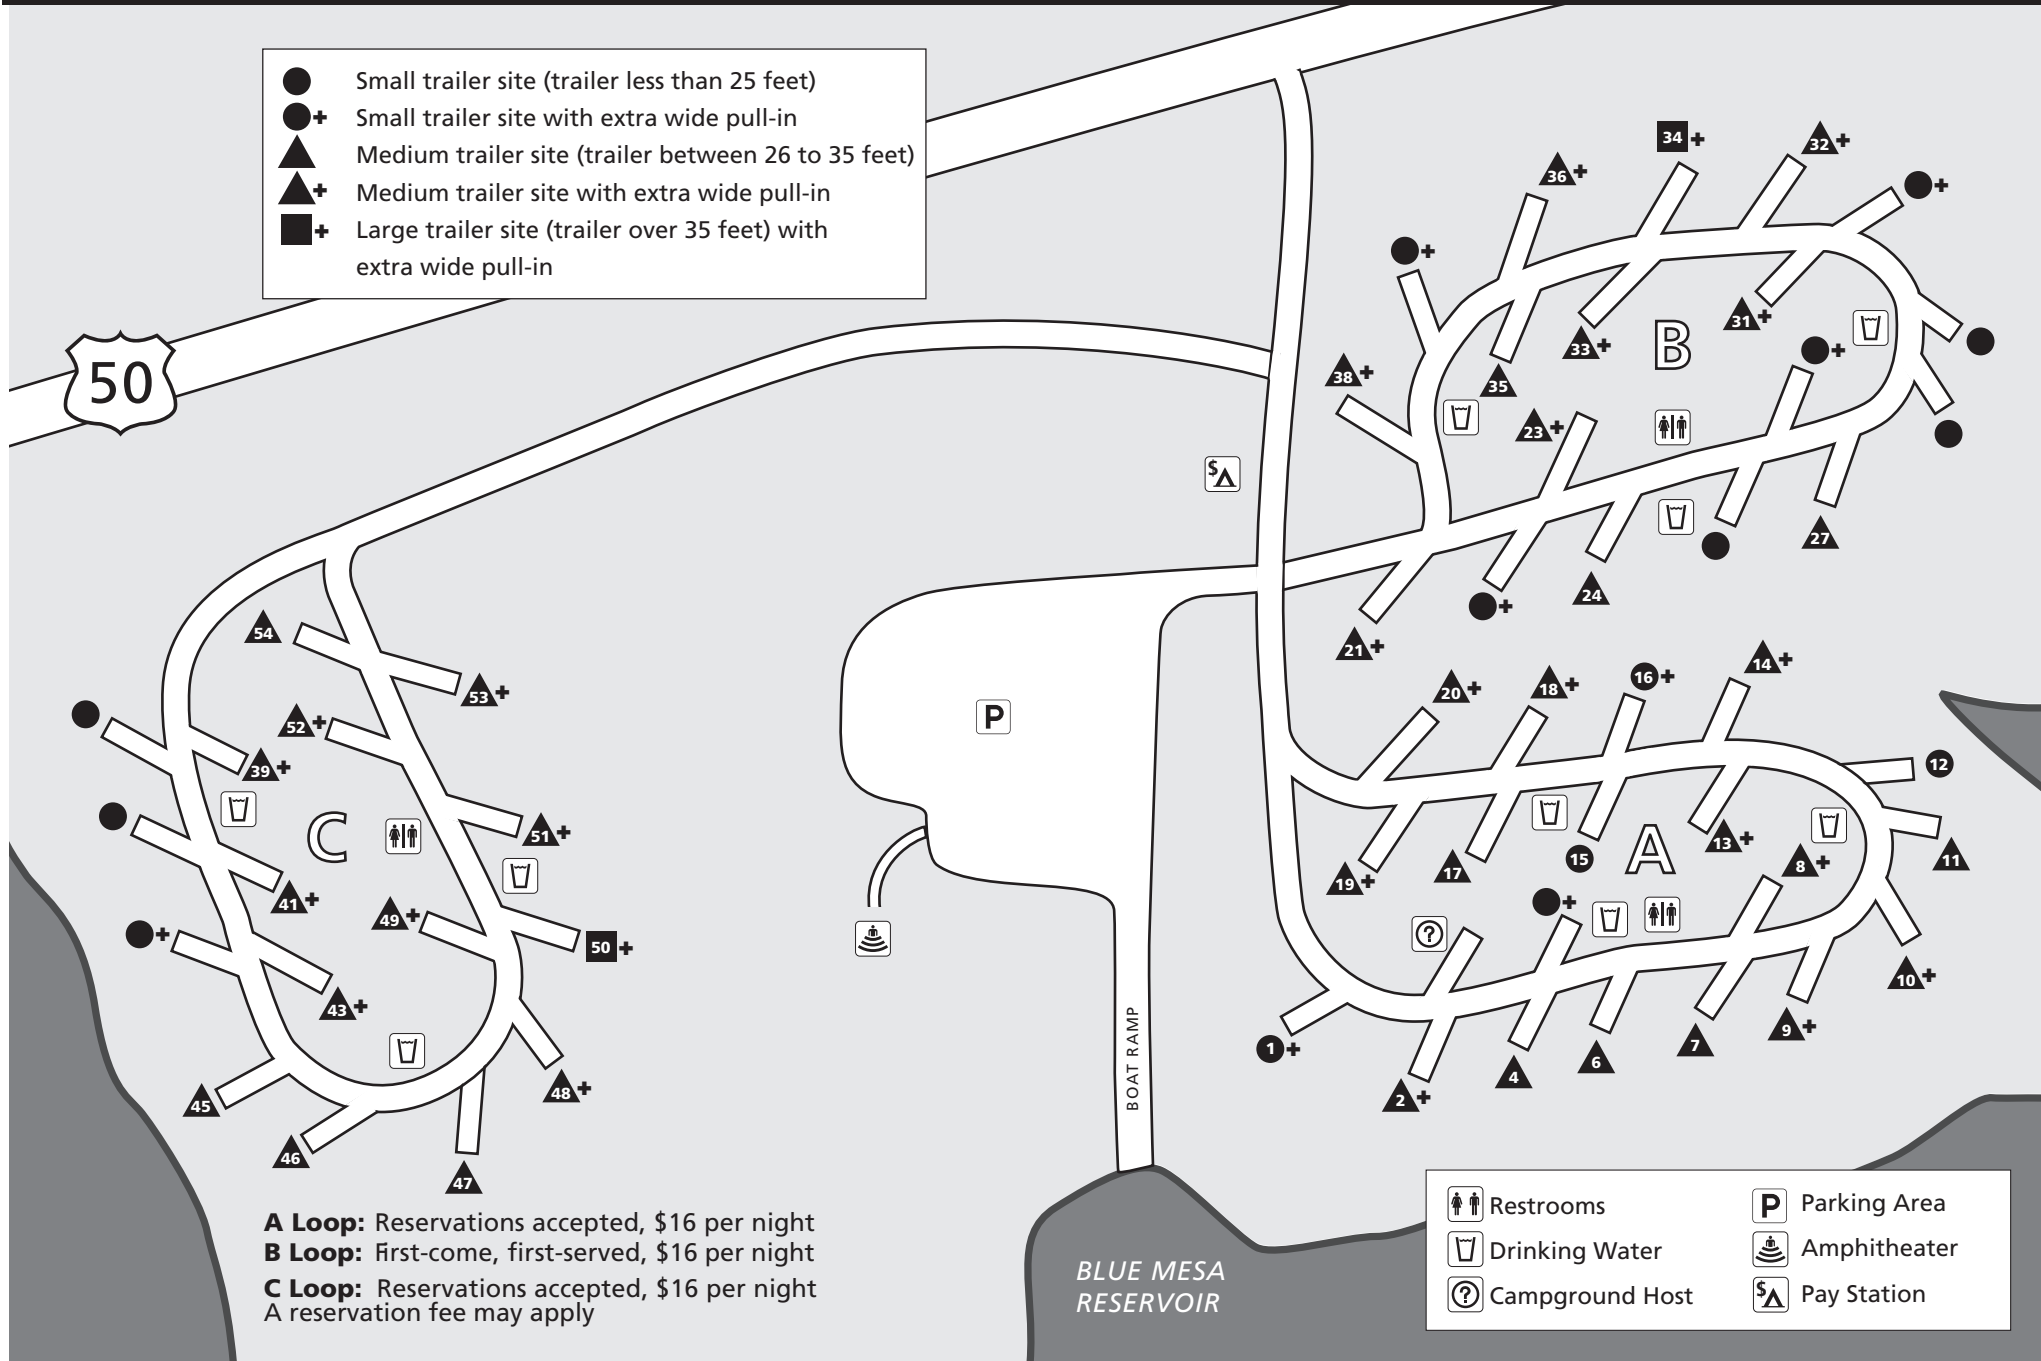 Small trailer site (trailer less than 25 feet)
+ Small trailer site with extra wide pull-in
Medium trailer site (trailer between 26 to 35 feet)
+ Medium trailer site with extra wide pull-in
+ Large trailer site (trailer over 35 feet) with
extra wide pull-in
50
34+
32+
36+
+
+
31+
33+
B
+
38+
35
23+
27
24
+
21+
$
54
53+
52+
39+
C
51+
41+
49+
50+
+
43+
45
48+
46
47
P
BOAT RAMP
20+
18+
16+
14+
12
13+
11
15
A
8+
19+
17
+
?
10+
1+
9+
7
6
4
2+
A Loop: Reservations accepted, $16 per night
B Loop: First-come, first-served, $16 per night
C Loop: Reservations accepted, $16 per night
A reservation fee may apply
BLUE MESA
RESERVOIR
Restrooms
P Parking Area
Drinking Water
Amphitheater
? Campground Host
$ Pay Station